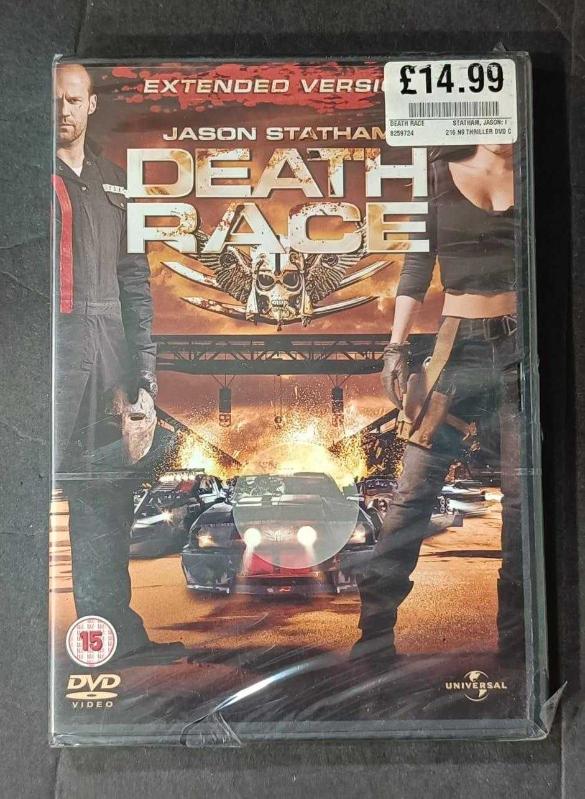 EXTENDED VERSI
£14.99
DEATH RACE STATHAM, JASON: I
8259724 216 N9 THRILLER DVD C
JASON STATHAM
DEATH
RACE
15
DVD
VIDEO
UNIVERSAL